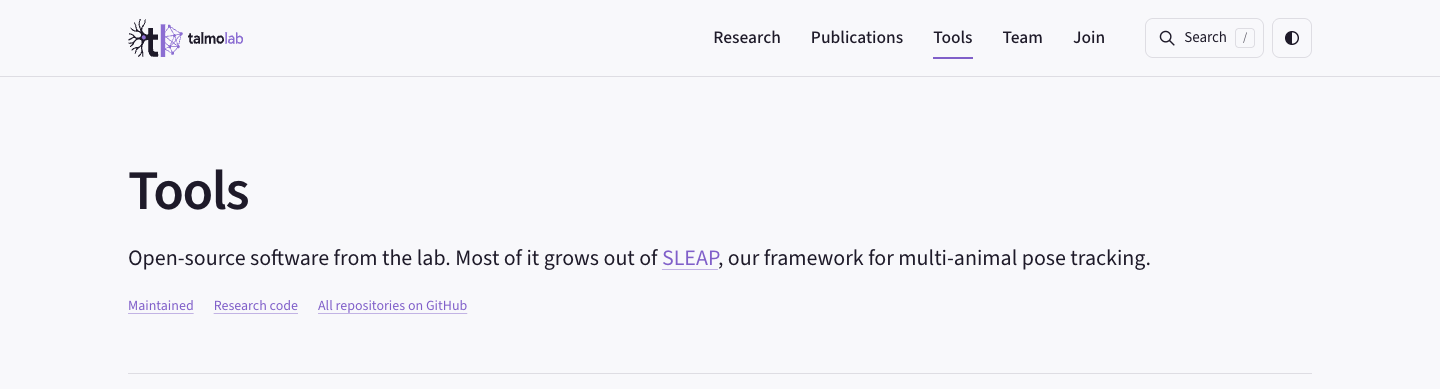 tl talmolab
Research Publications Tools Team Join Search /
Tools
Open-source software from the lab. Most of it grows out of SLEAP, our framework for multi-animal pose tracking.
Maintained Research code All repositories on GitHub